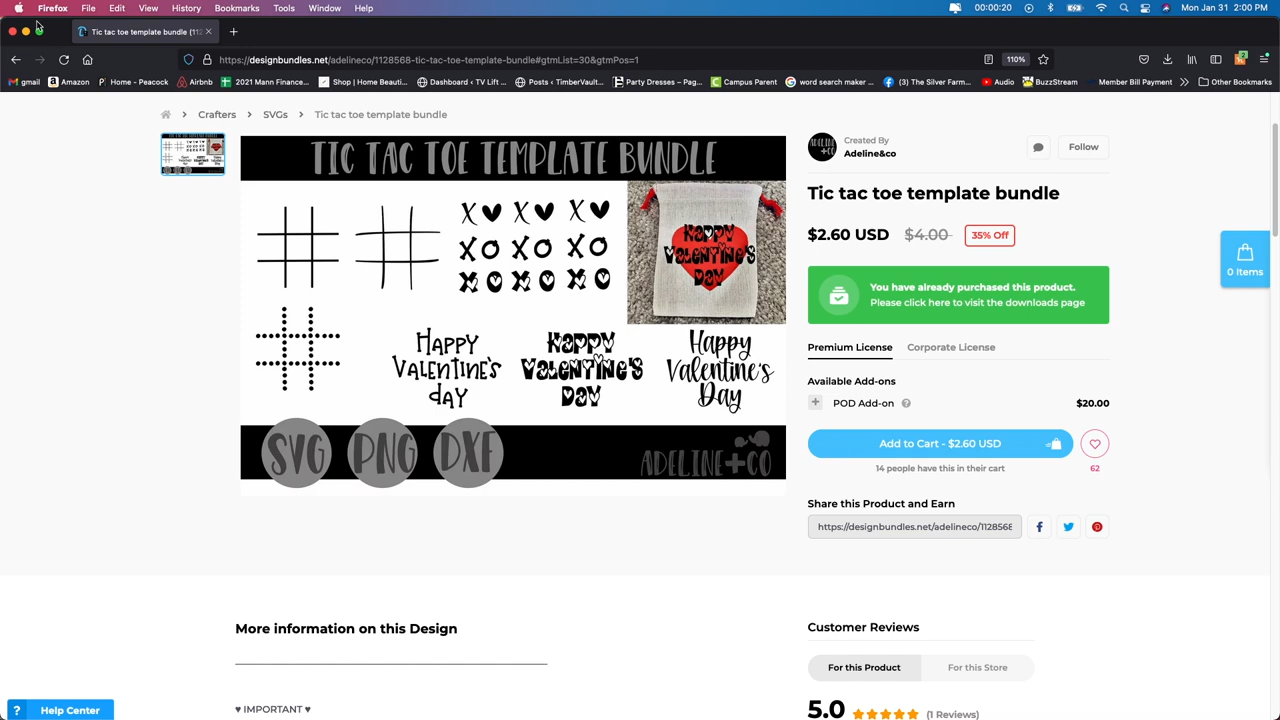 Firefox File Edit View History Bookmarks Tools Window Help 00:00:20 Mon Jan 31 2:00 PM
Tic tac toe template bundle (112
https://designbundles.net/adelineco/1128568-tic-tac-toe-template-bundle#gtmList=30&gtmPos=1 110%
gmail Amazon Home - Peacock Airbnb 2021 Mann Finance... Shop | Home Beauti... Dashboard ‹ TV Lift ... Posts ‹ TimberVault... Party Dresses – Pag... Campus Parent word search maker ... (3) The Silver Farm... Audio BuzzStream Member Bill Payment Other Bookmarks
Crafters SVGs Tic tac toe template bundle
TIC TAC TOE TEMPLATE BUNDLE
X X X
XO XO XO
XO XO XO
HAPPY
VALENTINE'S
DAY
HAPPY
VALENTINE'S
DAY
HAPPY
VALENTINE'S
DAY
Happy
Valentine's
Day
SVG PNG DXF
ADELINE+CO
Created By
Adeline&co
Follow
Tic tac toe template bundle
$2.60 USD $4.00 35% Off
You have already purchased this product.
Please click here to visit the downloads page
0 Items
Premium License Corporate License
Available Add-ons
+ POD Add-on ? $20.00
Add to Cart - $2.60 USD
14 people have this in their cart
62
Share this Product and Earn
https://designbundles.net/adelineco/1128568
More information on this Design
♥ IMPORTANT ♥
Customer Reviews
For this Product For this Store
5.0 (1 Reviews)
? Help Center